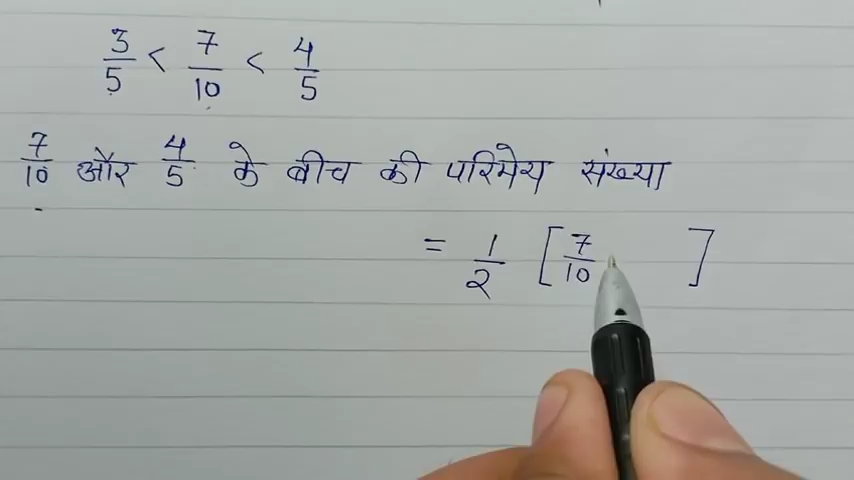 3/5 < 7/10 < 4/5
7/10 और 4/5 के बीच की परिमेय संख्या
= 1/2 [7/10 ]